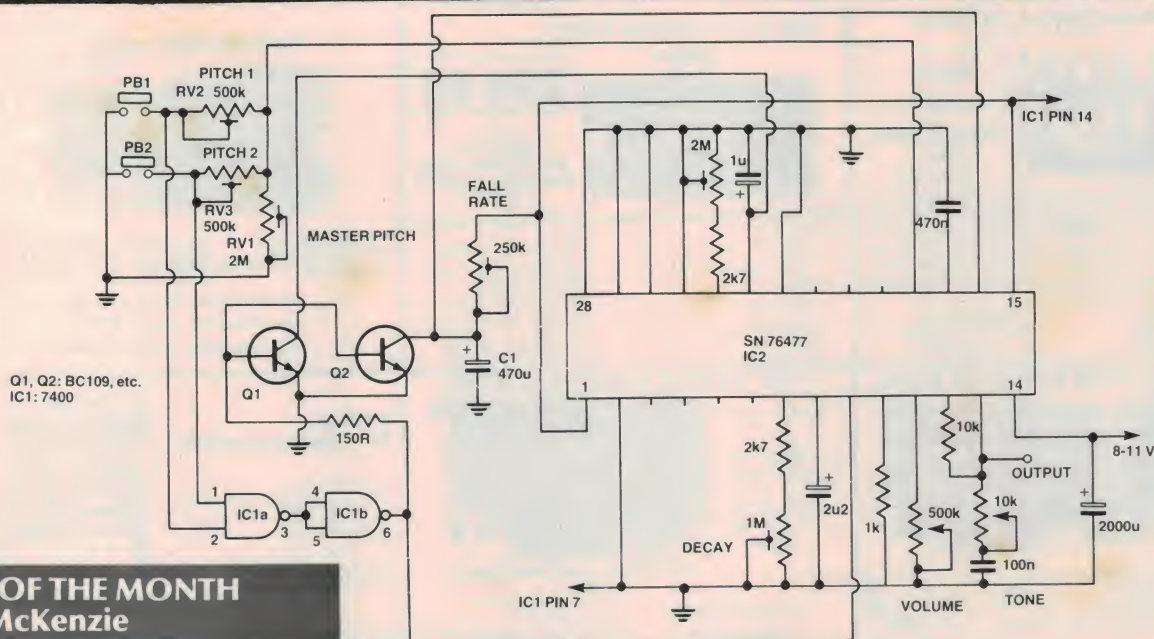 PB1
PITCH 1
RV2 500k
PB2
PITCH 2
RV3
500k
RV1
2M
MASTER PITCH
FALL
RATE
250k
C1
470u
Q1
Q2
150R
Q1, Q2: BC109, etc.
IC1: 7400
1
2
IC1a
3
4
5
IC1b
6
IC1 PIN 14
2M
1u
+
2k7
470n
28
15
SN 76477
IC2
1
14
2k7
1M
DECAY
2u2
+
1k
500k
VOLUME
10k
OUTPUT
10k
100n
TONE
8-11 V
+
2000u
IC1 PIN 7
+
OF THE MONTH
McKenzie